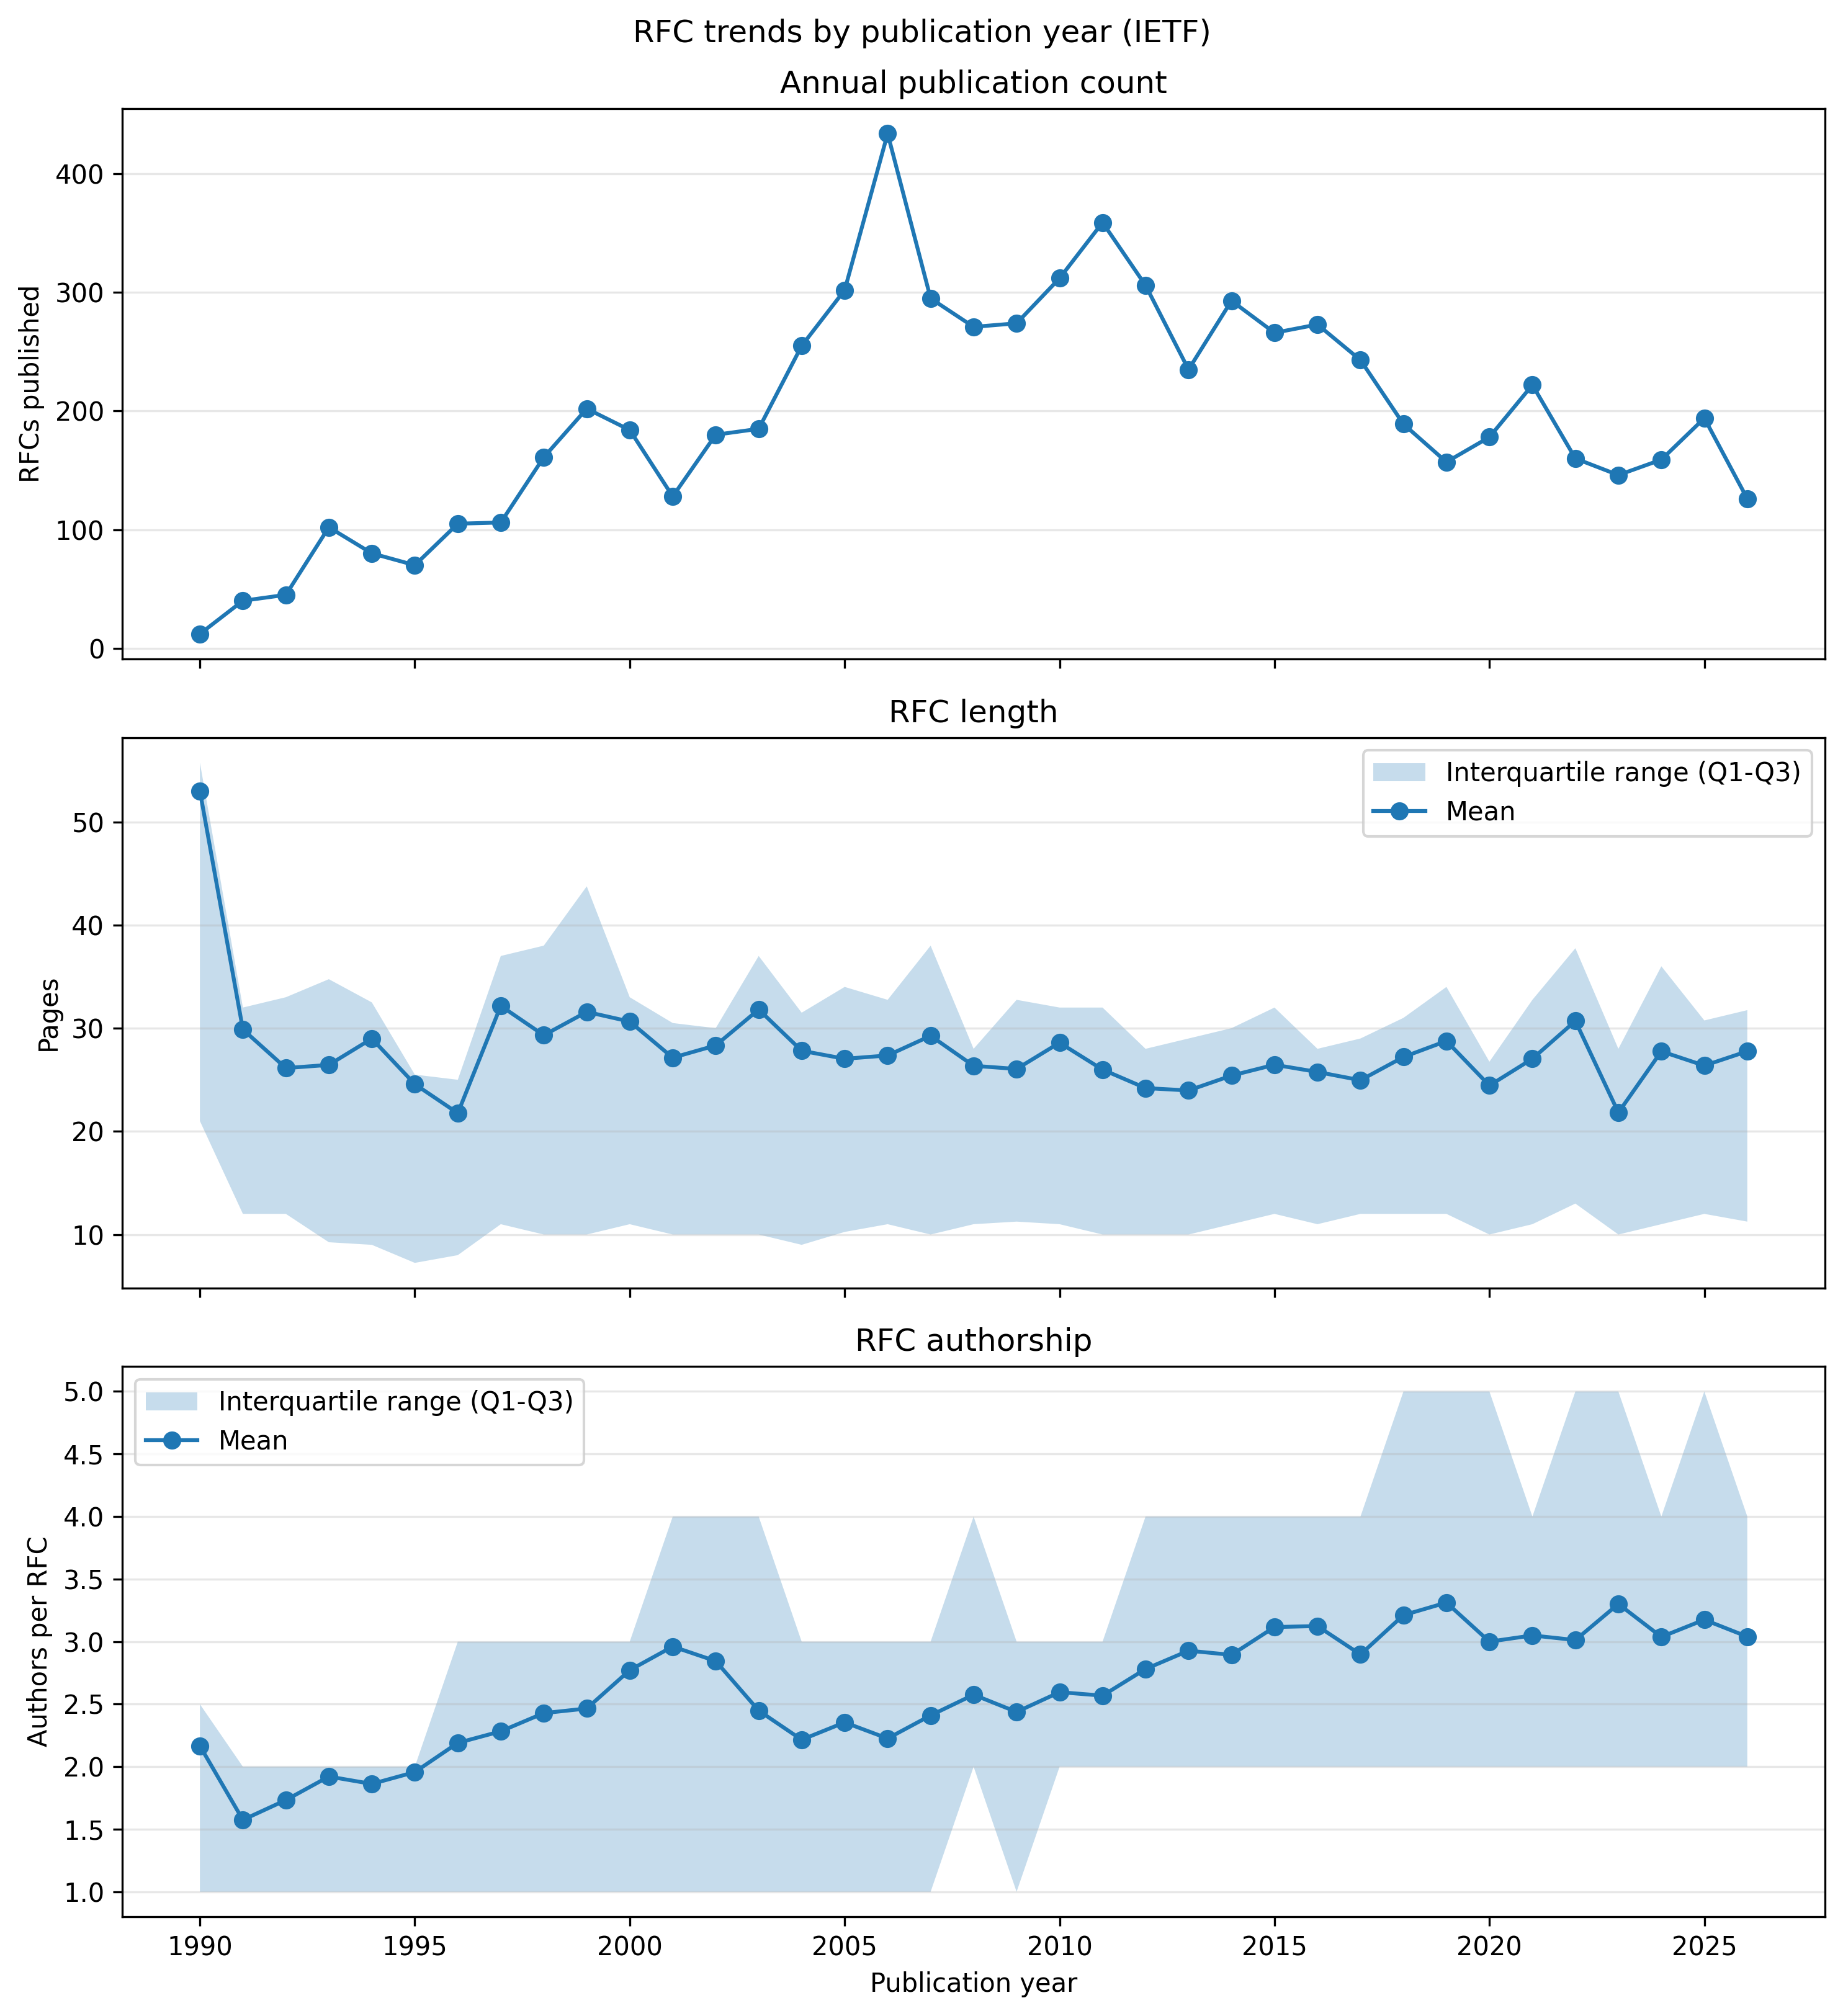 RFC trends by publication year (IETF)
Annual publication count
400
300
200
100
0
RFCs published
RFC length
Interquartile range (Q1-Q3)
Mean
50
40
30
20
10
Pages
RFC authorship
Interquartile range (Q1-Q3)
Mean
5.0
4.5
4.0
3.5
3.0
2.5
2.0
1.5
1.0
Authors per RFC
1990 1995 2000 2005 2010 2015 2020 2025
Publication year